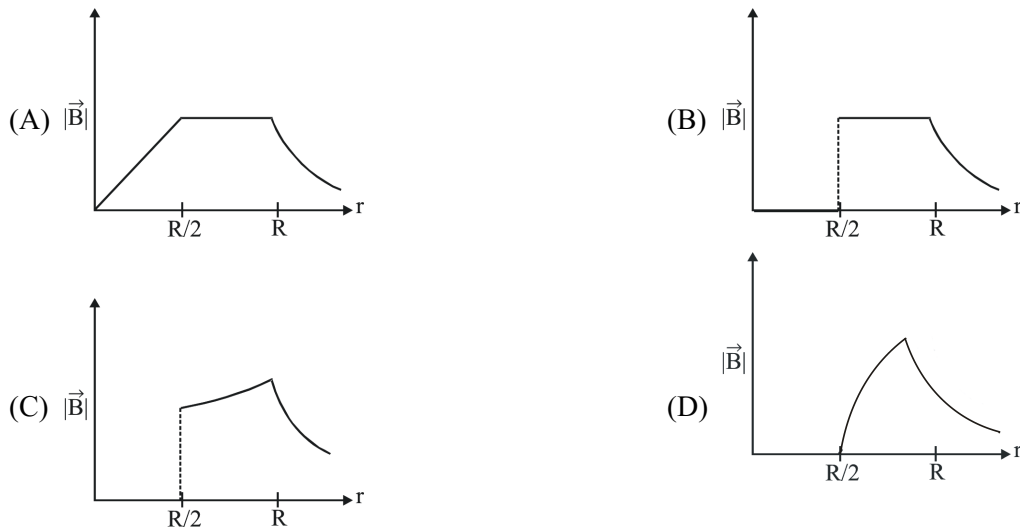 (A) |B⃗| R/2 R r
(B) |B⃗| R/2 R r
(C) |B⃗| R/2 R r
(D) |B⃗| R/2 R r